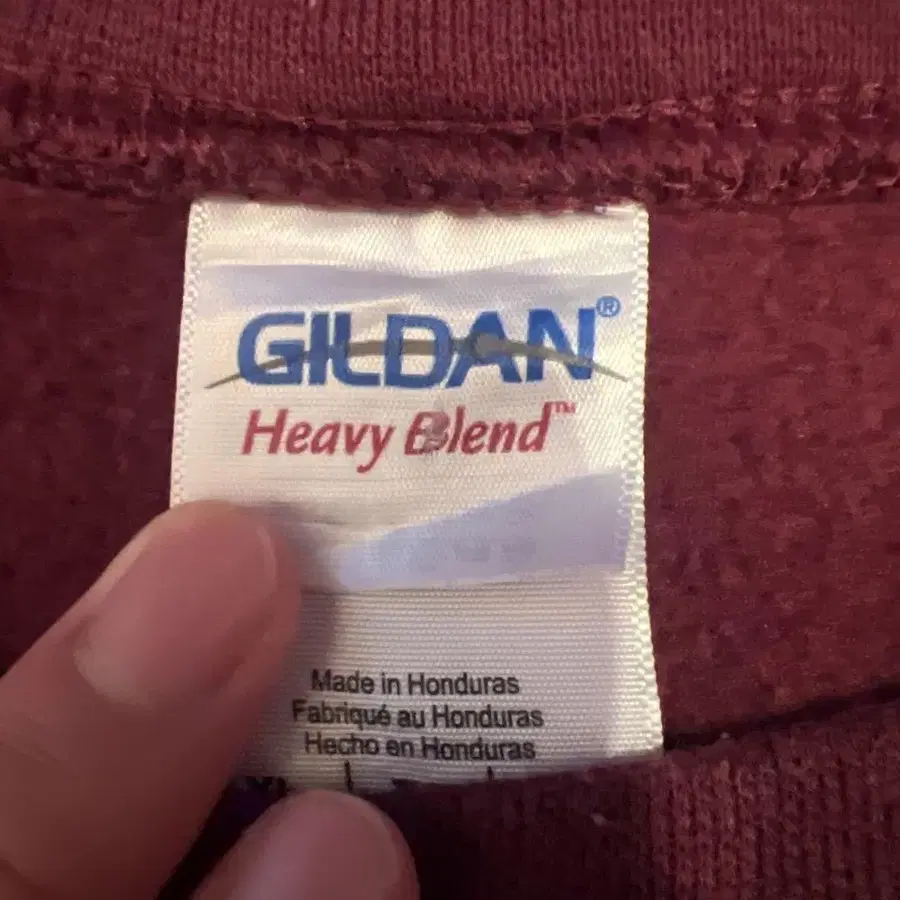 GILDAN®
Heavy Blend™
Made in Honduras
Fabriqué au Honduras
Hecho en Honduras